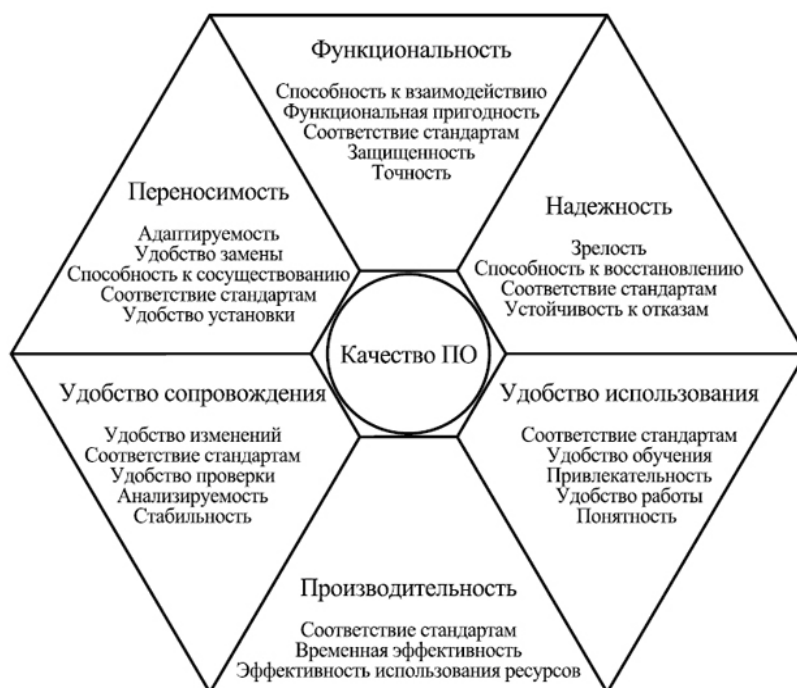 Функциональность
Способность к взаимодействию
Функциональная пригодность
Соответствие стандартам
Защищенность
Точность
Переносимость
Адаптируемость
Удобство замены
Способность к сосуществованию
Соответствие стандартам
Удобство установки
Надежность
Зрелость
Способность к восстановлению
Соответствие стандартам
Устойчивость к отказам
Качество ПО
Удобство сопровождения
Удобство изменений
Соответствие стандартам
Удобство проверки
Анализируемость
Стабильность
Удобство использования
Соответствие стандартам
Удобство обучения
Привлекательность
Удобство работы
Понятность
Производительность
Соответствие стандартам
Временная эффективность
Эффективность использования ресурсов